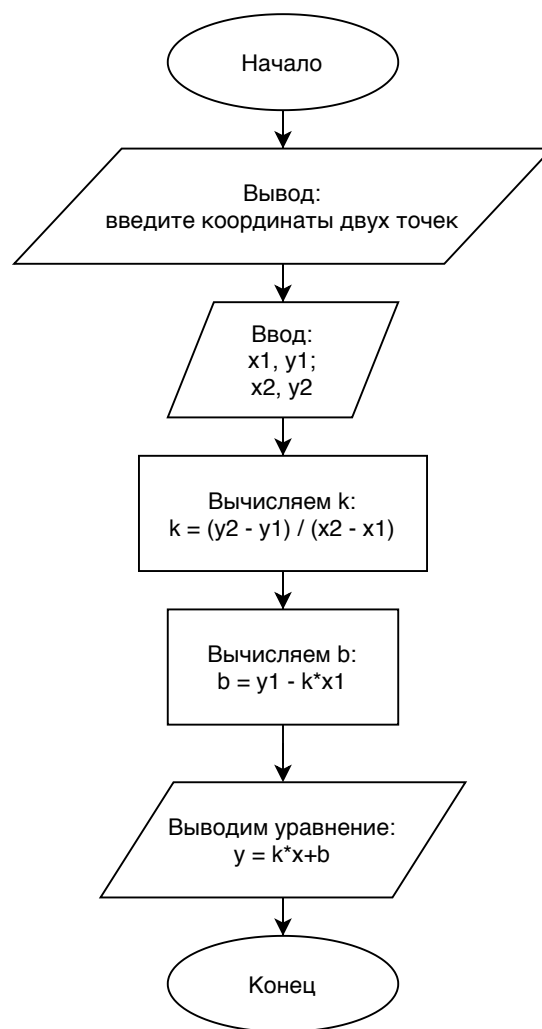 Начало
Вывод:
введите координаты двух точек
Ввод:
x1, y1;
x2, y2
Вычисляем k:
k = (y2 - y1) / (x2 - x1)
Вычисляем b:
b = y1 - k*x1
Выводим уравнение:
y = k*x+b
Конец